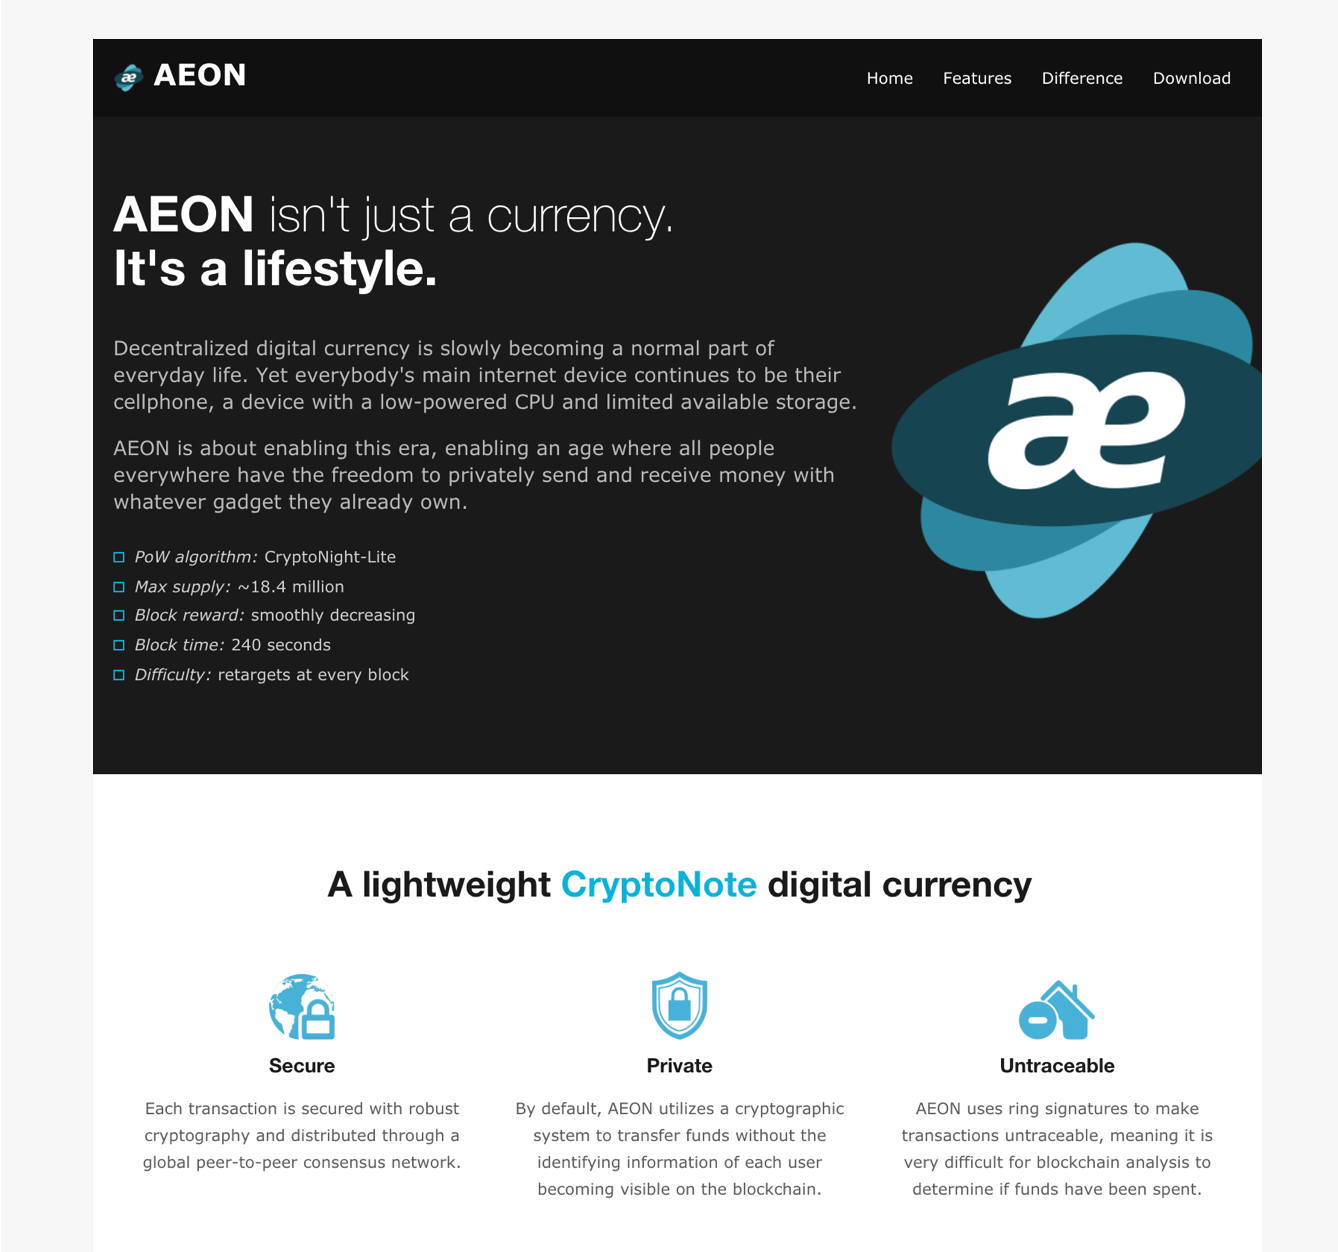 æ AEON
Home Features Difference Download
AEON isn't just a currency.
It's a lifestyle.
Decentralized digital currency is slowly becoming a normal part of
everyday life. Yet everybody's main internet device continues to be their
cellphone, a device with a low-powered CPU and limited available storage.
AEON is about enabling this era, enabling an age where all people
everywhere have the freedom to privately send and receive money with
whatever gadget they already own.
PoW algorithm: CryptoNight-Lite
Max supply: ~18.4 million
Block reward: smoothly decreasing
Block time: 240 seconds
Difficulty: retargets at every block
æ
A lightweight CryptoNote digital currency
Secure
Each transaction is secured with robust
cryptography and distributed through a
global peer-to-peer consensus network.
Private
By default, AEON utilizes a cryptographic
system to transfer funds without the
identifying information of each user
becoming visible on the blockchain.
Untraceable
AEON uses ring signatures to make
transactions untraceable, meaning it is
very difficult for blockchain analysis to
determine if funds have been spent.